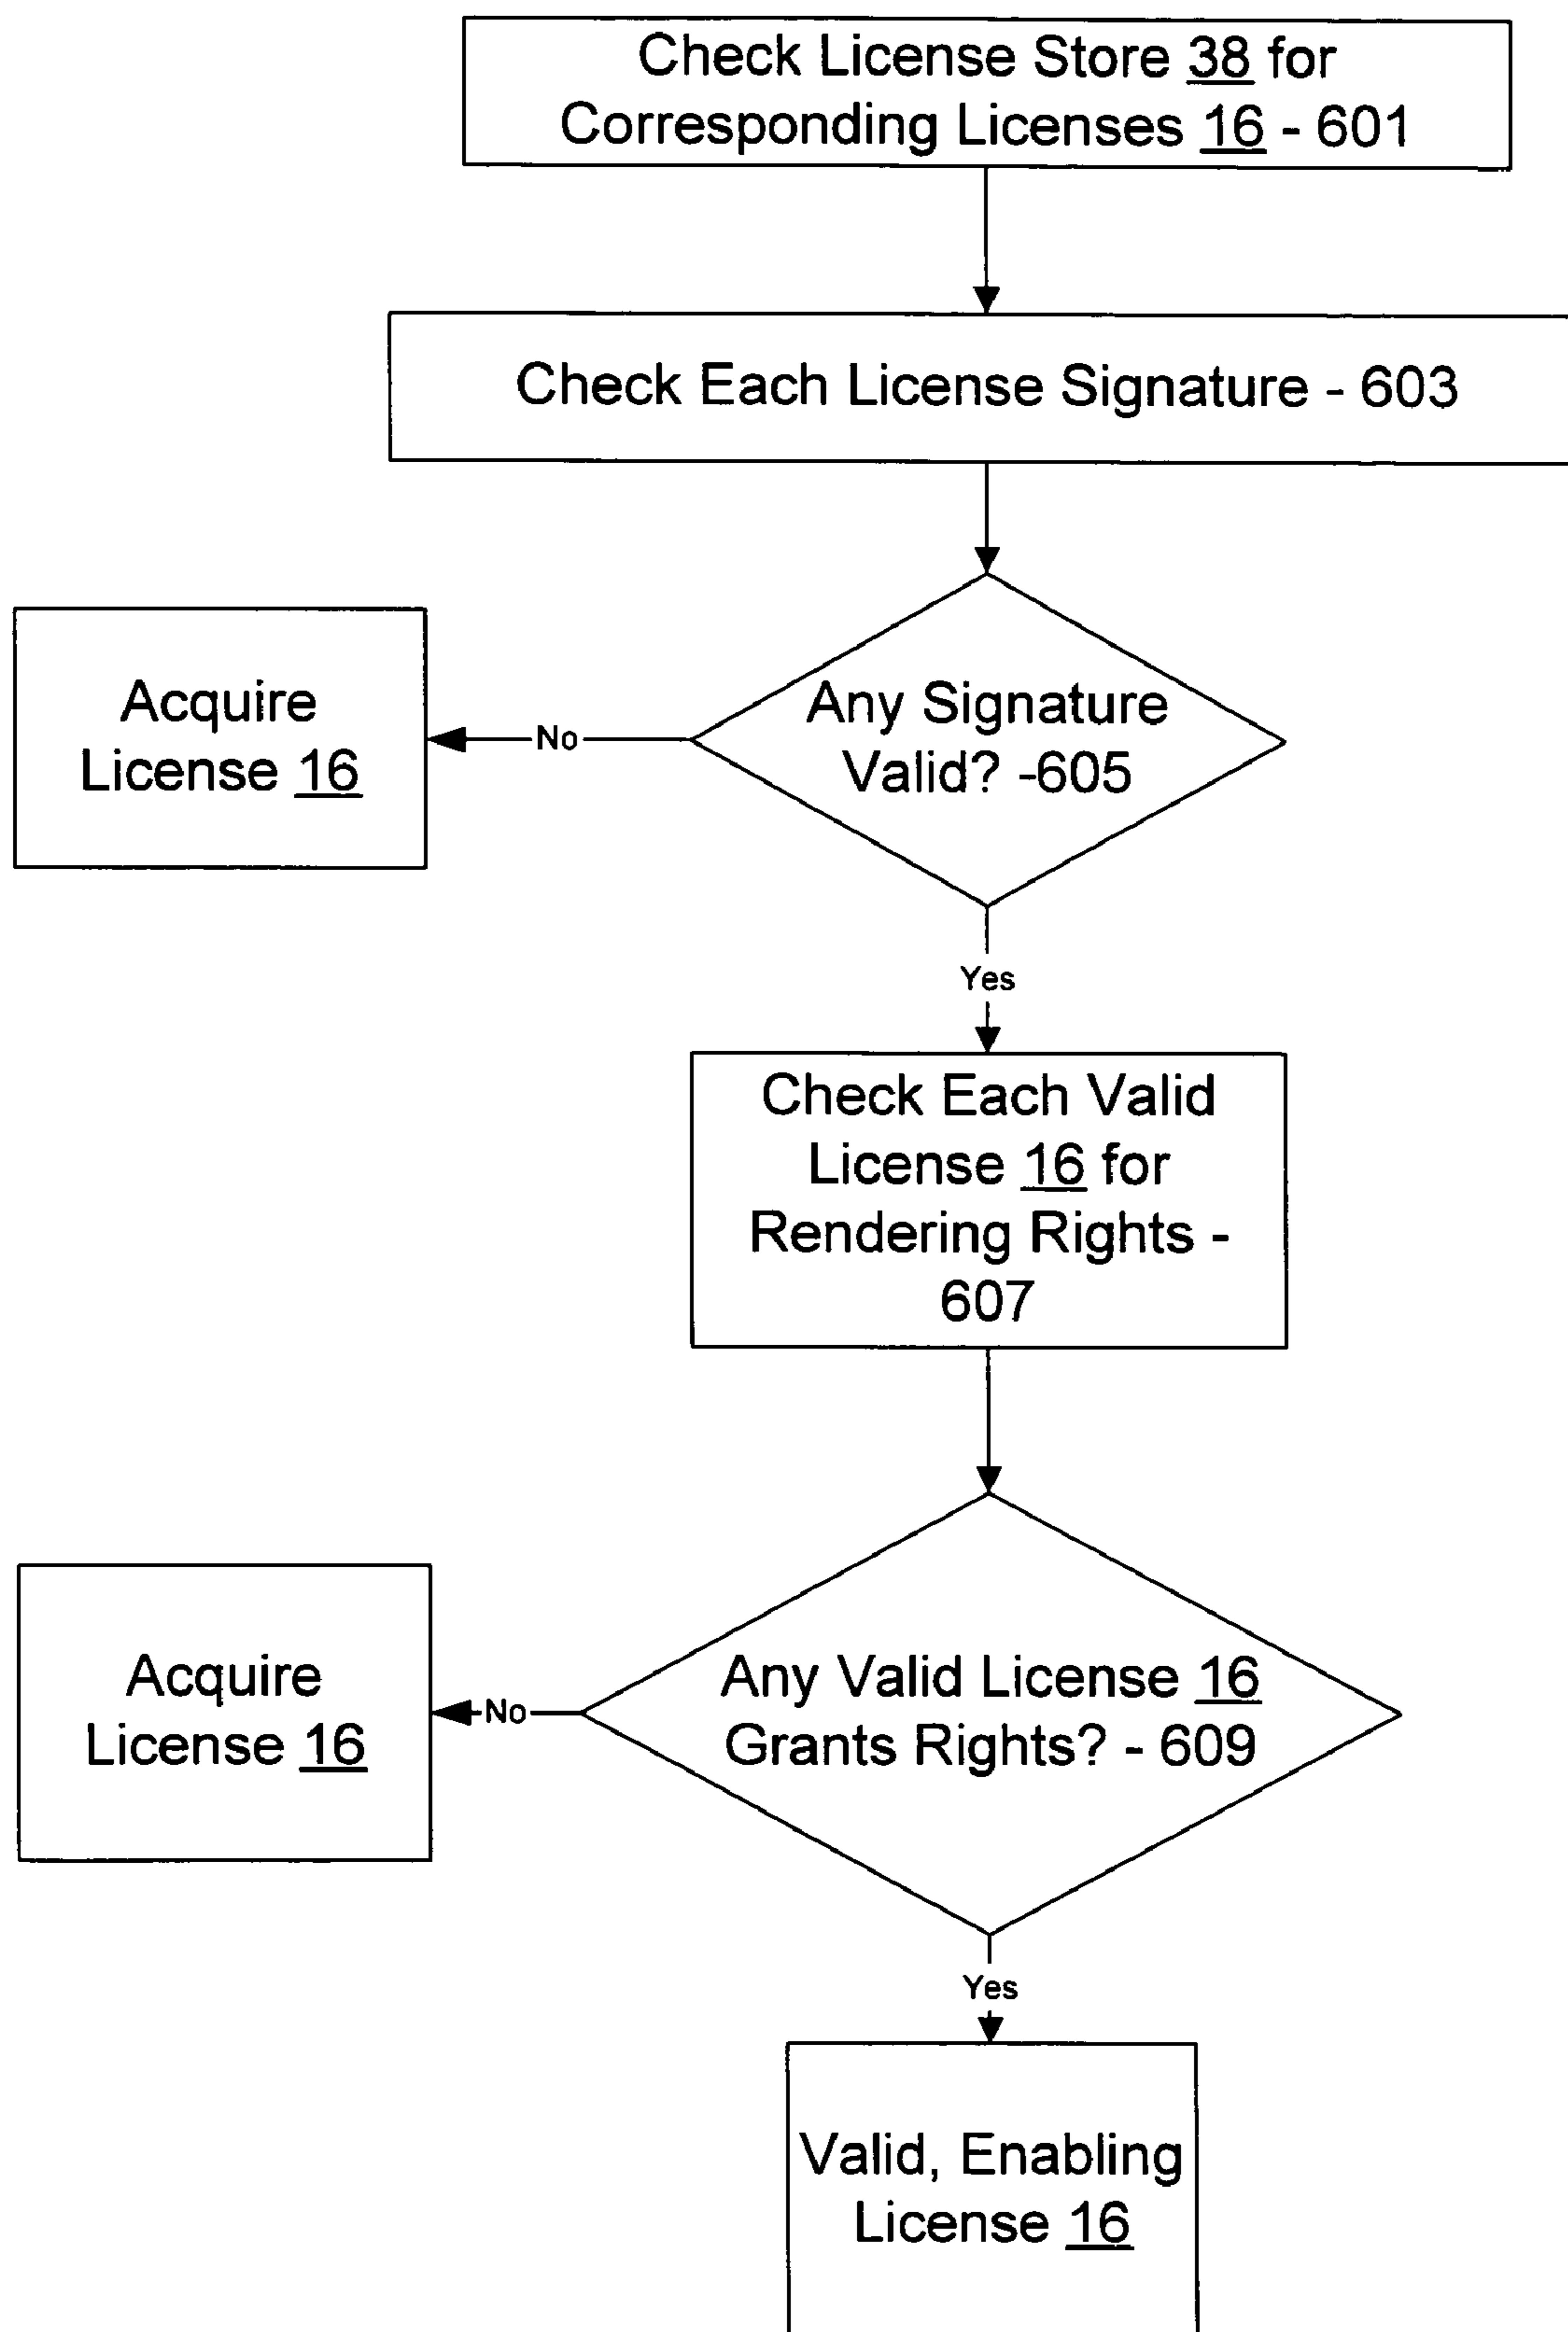 Check License Store 38 for
Corresponding Licenses 16 - 601
Check Each License Signature - 603
Any Signature
Valid? -605
No
Acquire
License 16
Yes
Check Each Valid
License 16 for
Rendering Rights -
607
Any Valid License 16
Grants Rights? - 609
No
Acquire
License 16
Yes
Valid, Enabling
License 16